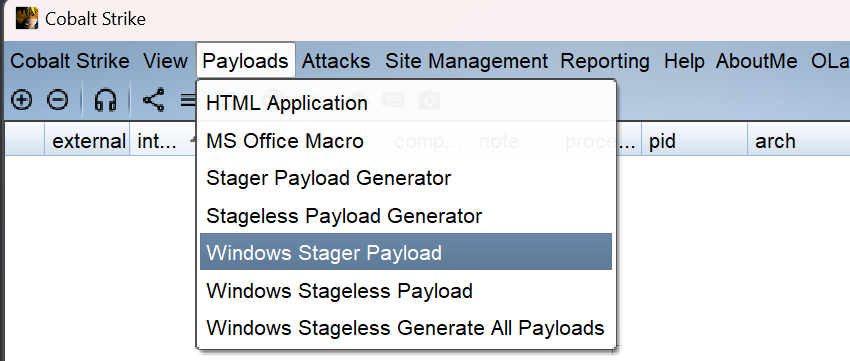 Cobalt Strike
Cobalt Strike View Payloads Attacks Site Management Reporting Help AboutMe OLa
external int... comp... note proce... pid arch
HTML Application
MS Office Macro
Stager Payload Generator
Stageless Payload Generator
Windows Stager Payload
Windows Stageless Payload
Windows Stageless Generate All Payloads